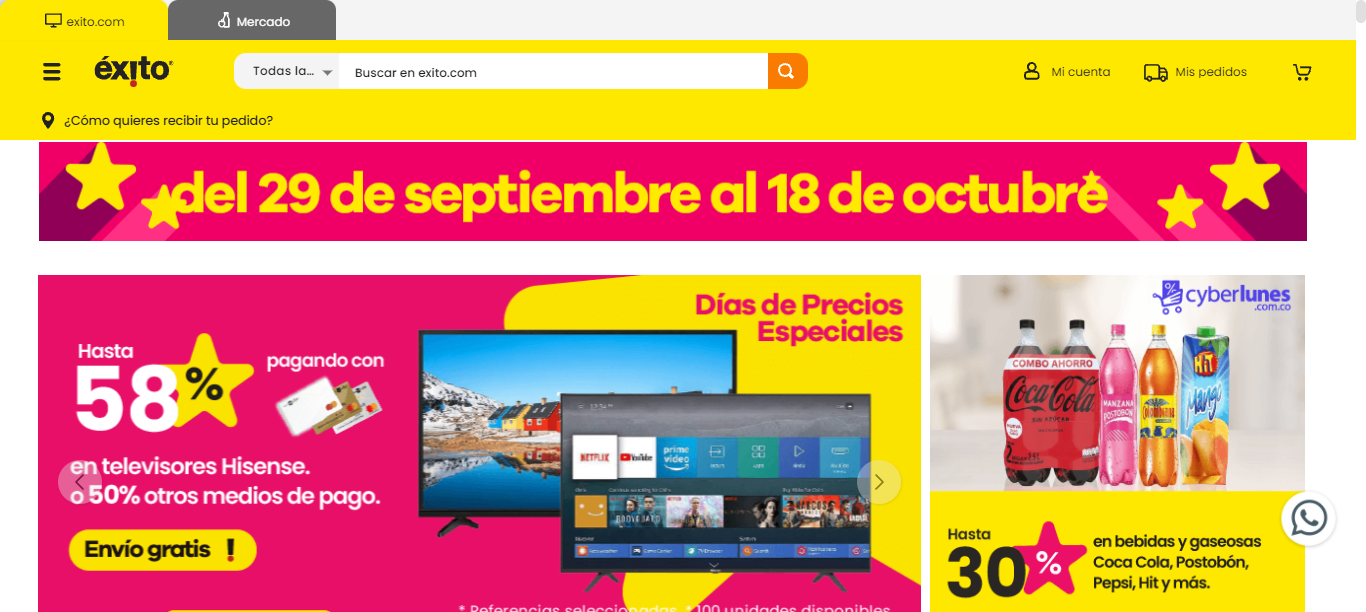 exito.com
Mercado
éxito
Todas la...
Buscar en exito.com
Mi cuenta
Mis pedidos
¿Cómo quieres recibir tu pedido?
del 29 de septiembre al 18 de octubre
Días de Precios
Especiales
Hasta
58%
pagando con
en televisores Hisense.
o 50% otros medios de pago.
Envío gratis !
NETFLIX
YouTube
prime video
BODYGUARD
NARCOS
* Referencias seleccionadas. *100 unidades disponibles
cyberlunes
.com.co
COMBO AHORRO
Coca-Cola
SIN AZÚCAR
MANZANA
POSTOBÓN
HIT
Mango
Hasta
30%
en bebidas y gaseosas
Coca Cola, Postobón,
Pepsi, Hit y más.